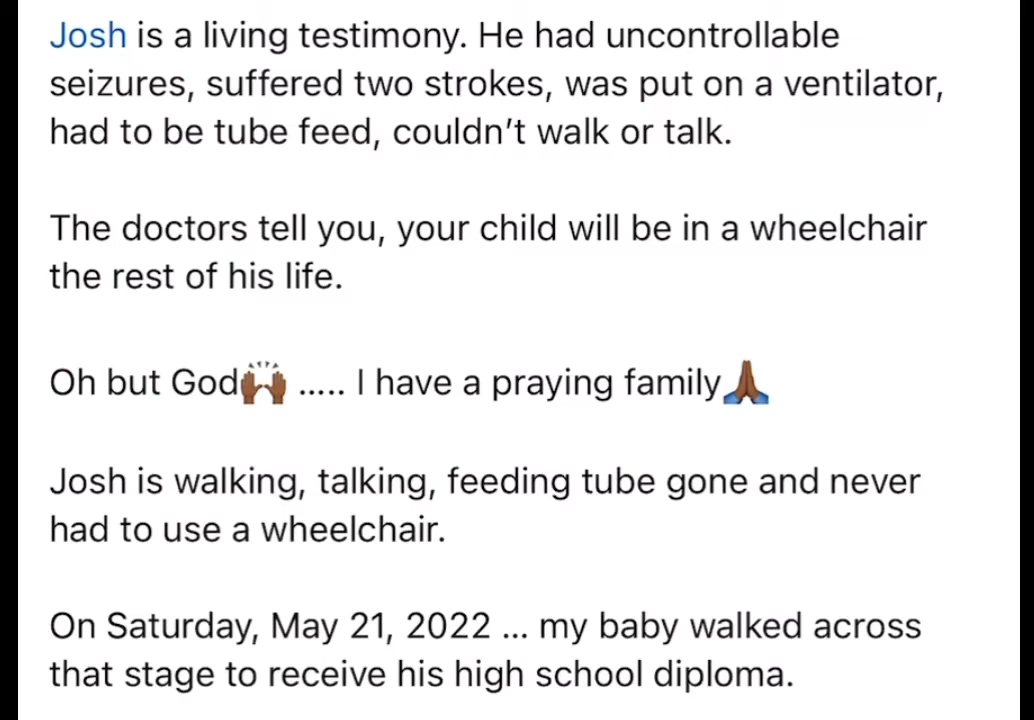 Josh is a living testimony. He had uncontrollable
seizures, suffered two strokes, was put on a ventilator,
had to be tube feed, couldn’t walk or talk.
The doctors tell you, your child will be in a wheelchair
the rest of his life.
Oh but God🙌🏾 ..... I have a praying family🙏🏾
Josh is walking, talking, feeding tube gone and never
had to use a wheelchair.
On Saturday, May 21, 2022 ... my baby walked across
that stage to receive his high school diploma.